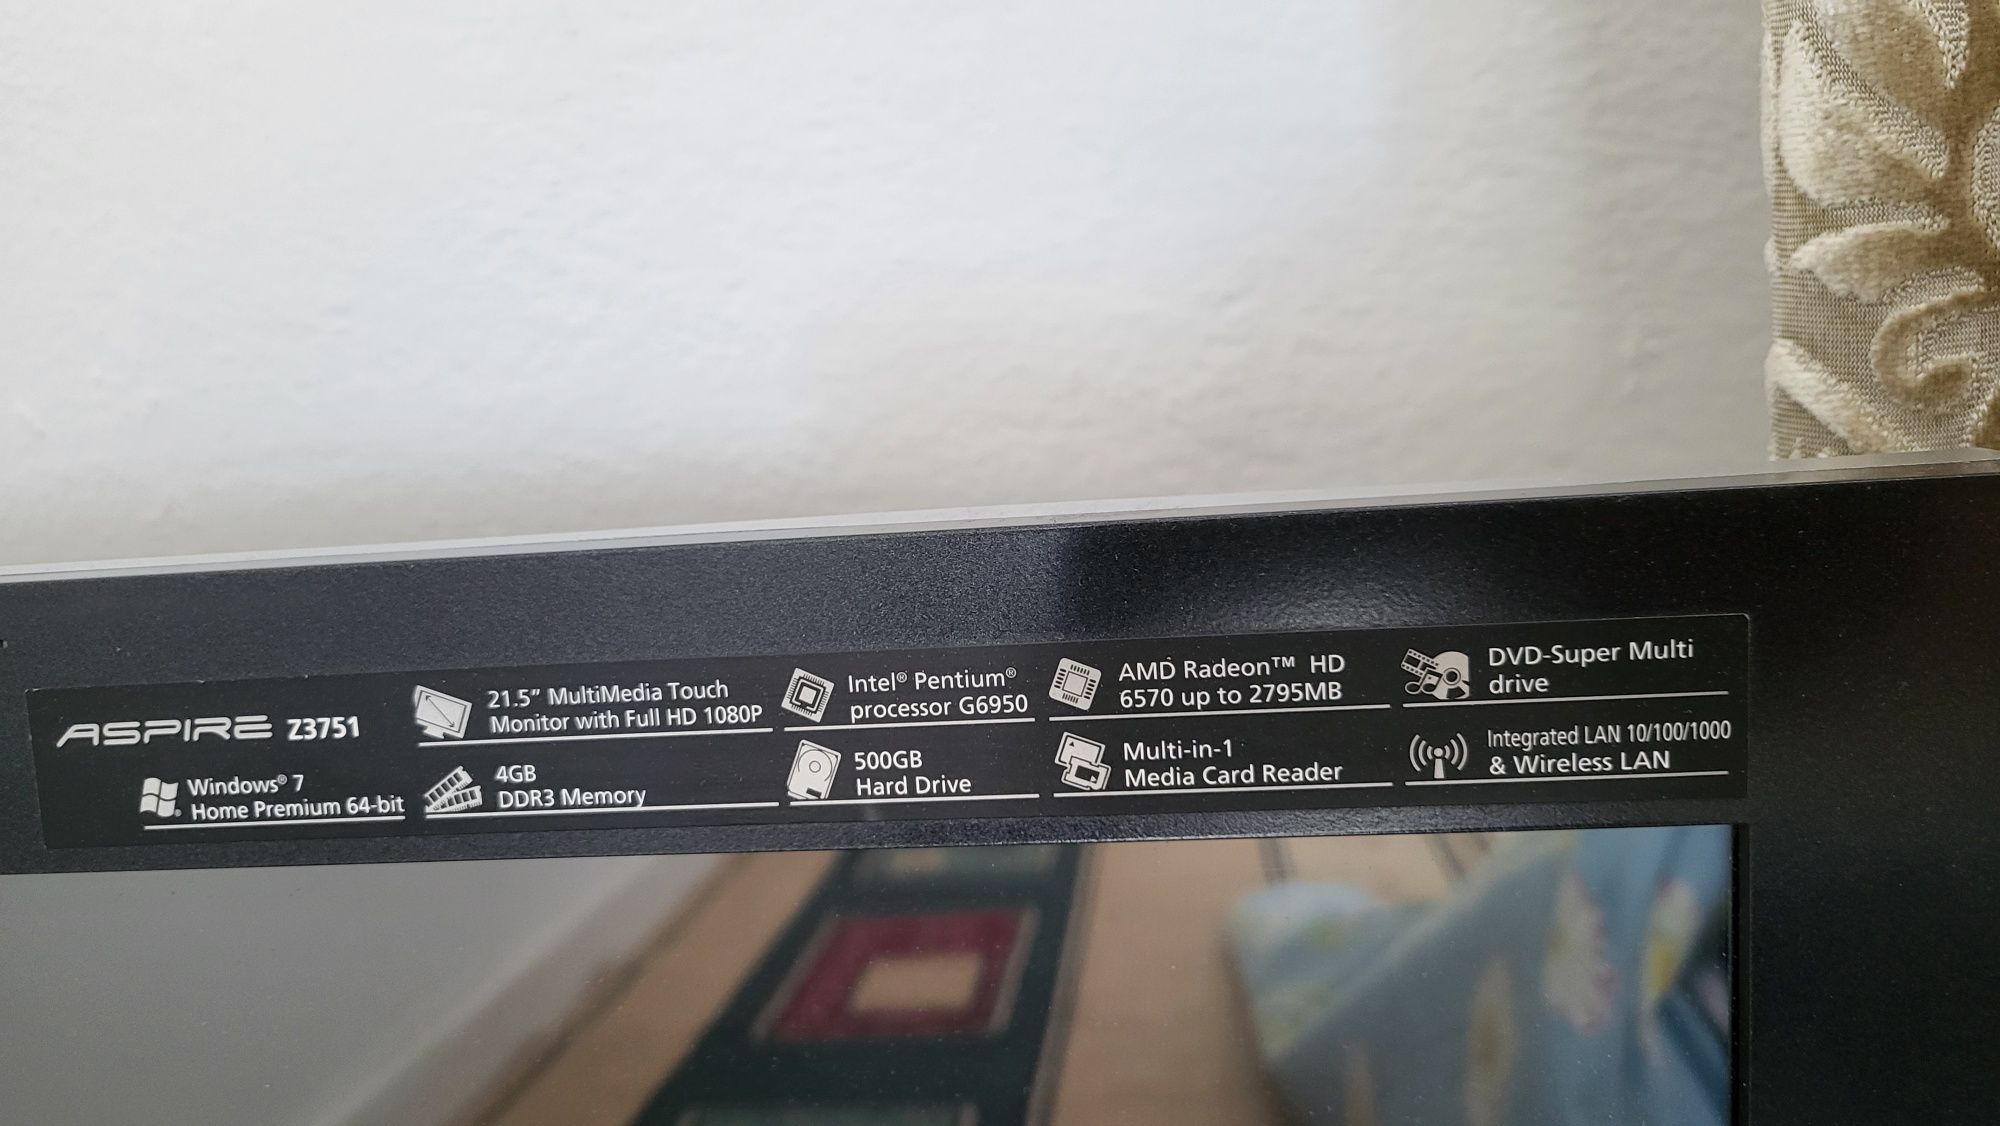 ASPIRE Z3751
Windows® 7
Home Premium 64-bit
21.5” MultiMedia Touch
Monitor with Full HD 1080P
4GB
DDR3 Memory
Intel® Pentium®
processor G6950
500GB
Hard Drive
AMD Radeon™ HD
6570 up to 2795MB
Multi-in-1
Media Card Reader
DVD-Super Multi
drive
Integrated LAN 10/100/1000
& Wireless LAN